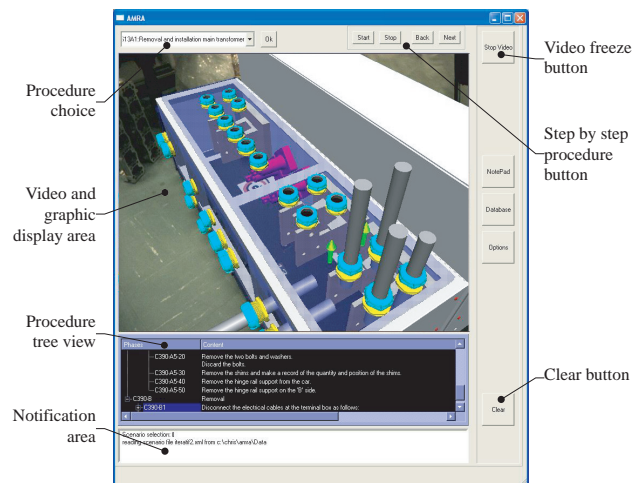 AMRA
i13A1:Removal and installation main transformer
Ok
Start
Stop
Back
Next
Stop Video
Video freeze
button
Procedure
choice
Step by step
procedure
button
NotePad
Video and
graphic
display area
Database
Options
Procedure
tree view
Phases
Content
C390-A5-20
Remove the two bolts and washers.
Discard the bolts.
C390-A5-30
Remove the shims and make a record of the quantity and position of the shims.
C390-A5-40
Remove the hinge rail support from the car.
C390-A5-50
Remove the hinge rail support on the 'B' side.
C390-B
Removal
C390-B1
Disconnect the electrical cables at the terminal box as follows:
Clear button
Clear
Notification
area
Scenario selection: II
reading scenario file iteratif2.xml from c:\chris\amra\Data